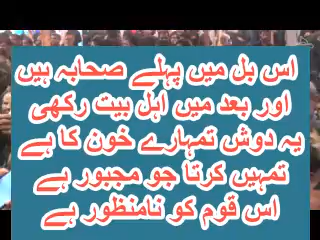 اس بل میں پہلے صحابہ ہیں
اور بعد میں اہل بیت رکھی
یہ دوش تمہارے خون کا ہے
تمہیں کرتا جو مجبور ہے
اس قوم کو نامنظور ہے